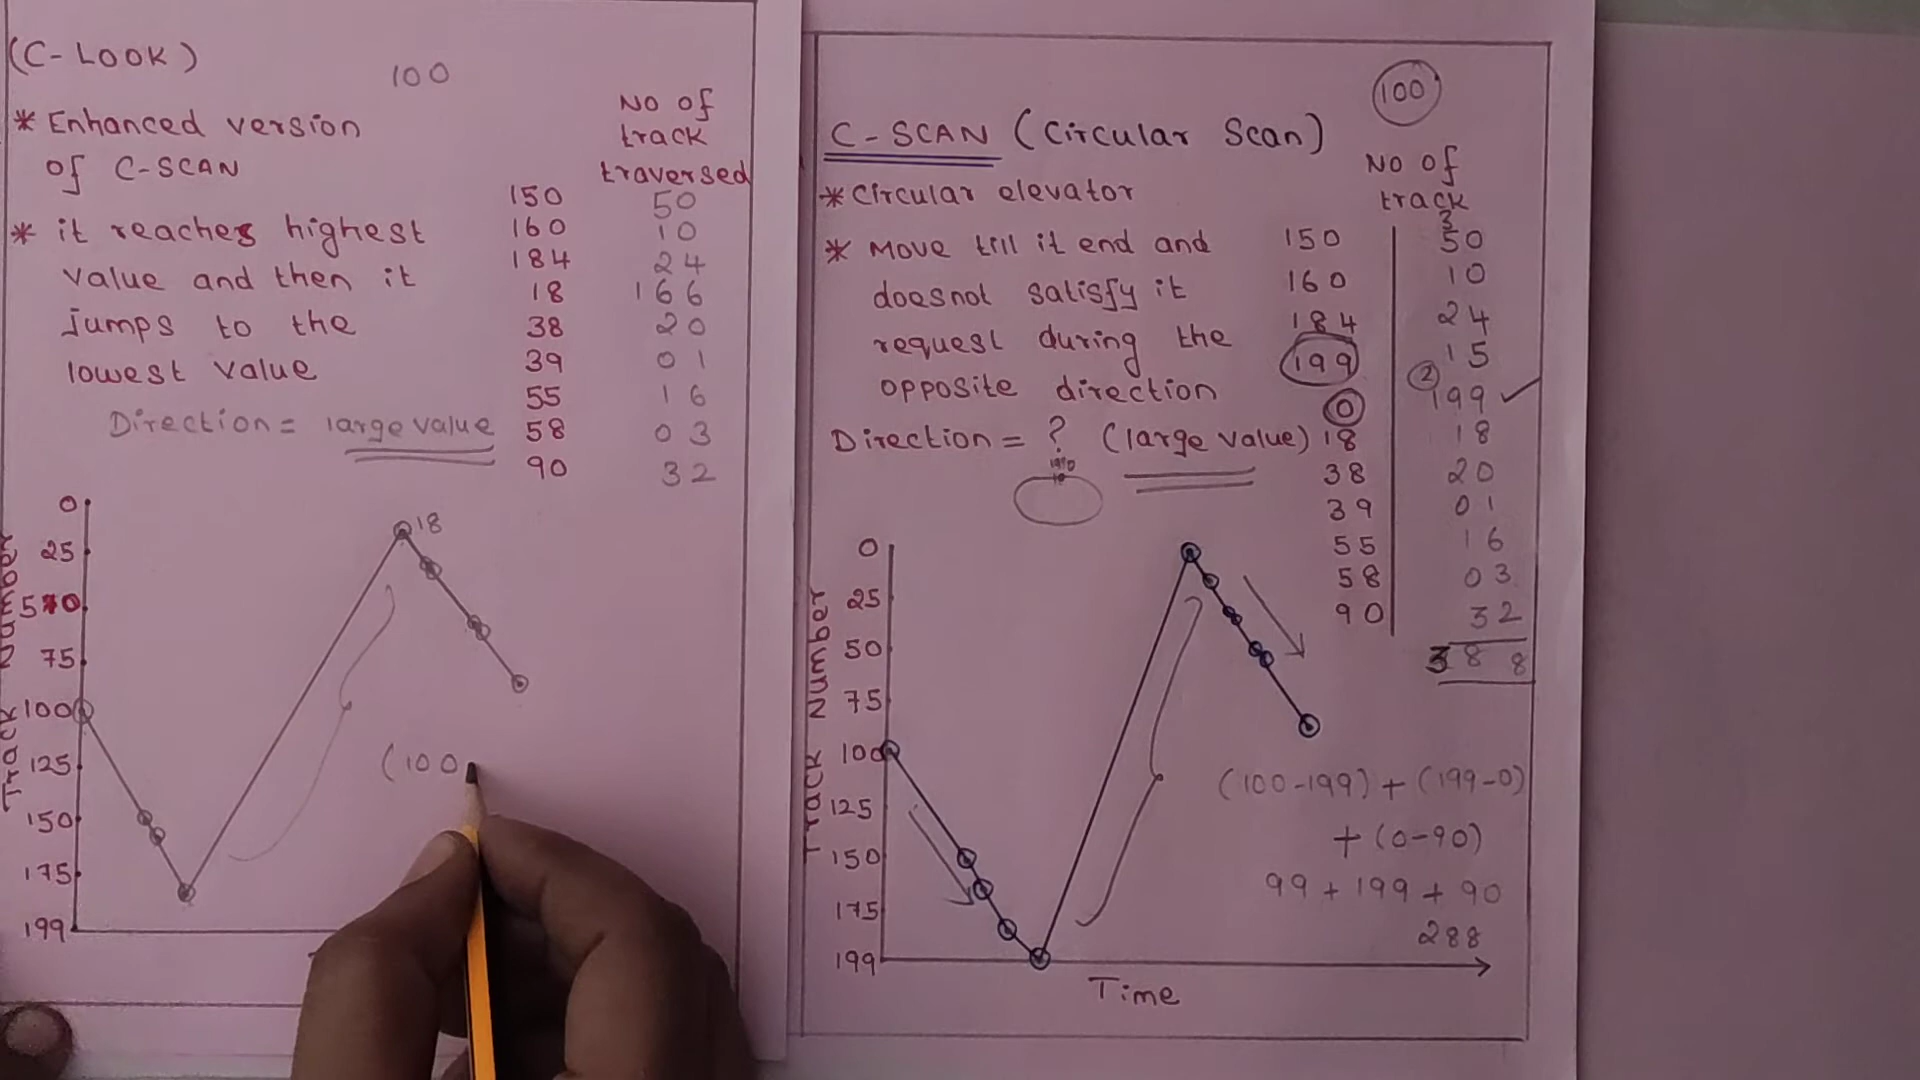 (C-LOOK)
100
* Enhanced version
of C-SCAN
* it reaches highest
value and then it
jumps to the
lowest value
Direction = large value
No of
track
traversed
150 50
160 10
184 24
18 166
38 20
39 01
55 16
58 03
90 32
0
25
50
75
100
125
150
175
199
Track Number
18
(100
100
C-SCAN (Circular Scan)
* Circular elevator
* Move till it end and
doesnot satisfy it
request during the
opposite direction
Direction = ? (large value)
No of
track
3
150 50
160 10
184 24
199 15
2
0 199
18 18
38 20
39 01
55 16
58 03
90 32
388
0
25
50
75
100
125
150
175
199
Track Number
Time
(100-199) + (199-0)
+ (0-90)
99 + 199 + 90
288